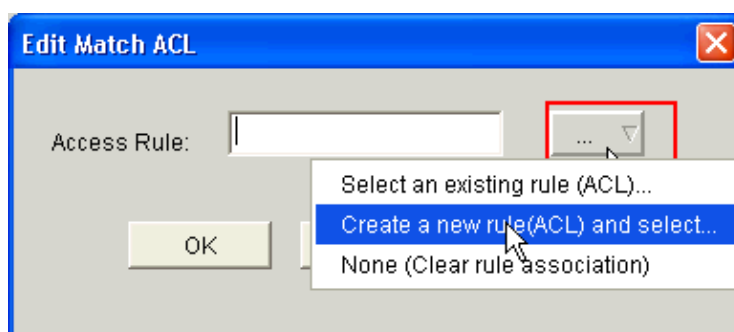 Edit Match ACL
Access Rule:
...
Select an existing rule (ACL)...
Create a new rule(ACL) and select...
None (Clear rule association)
OK